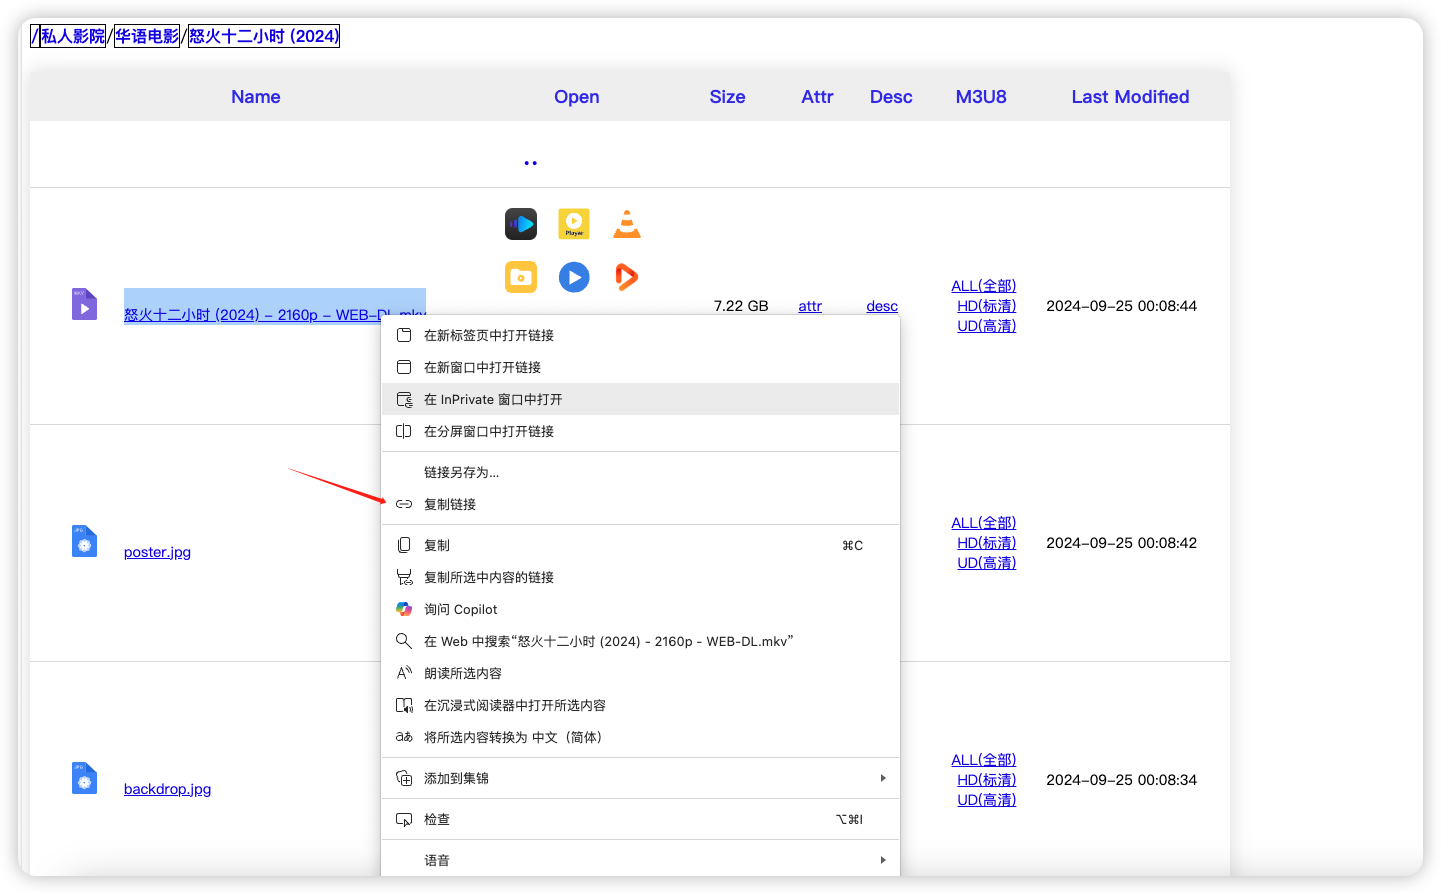 /私人影院/华语电影/怒火十二小时 (2024)
Name Open Size Attr Desc M3U8 Last Modified
..
MKV
Player
怒火十二小时 (2024) - 2160p - WEB-DL.mkv
7.22 GB attr desc
ALL(全部)
HD(标清)
UD(高清)
2024-09-25 00:08:44
在新标签页中打开链接
在新窗口中打开链接
在 InPrivate 窗口中打开
在分屏窗口中打开链接
链接另存为...
复制链接
复制 ⌘C
复制所选中内容的链接
询问 Copilot
在 Web 中搜索“怒火十二小时 (2024) - 2160p - WEB-DL.mkv”
朗读所选内容
在沉浸式阅读器中打开所选内容
将所选内容转换为 中文（简体）
添加到集锦
检查 ⌥⌘I
语音
JPG
poster.jpg
ALL(全部)
HD(标清)
UD(高清)
2024-09-25 00:08:42
JPG
backdrop.jpg
ALL(全部)
HD(标清)
UD(高清)
2024-09-25 00:08:34